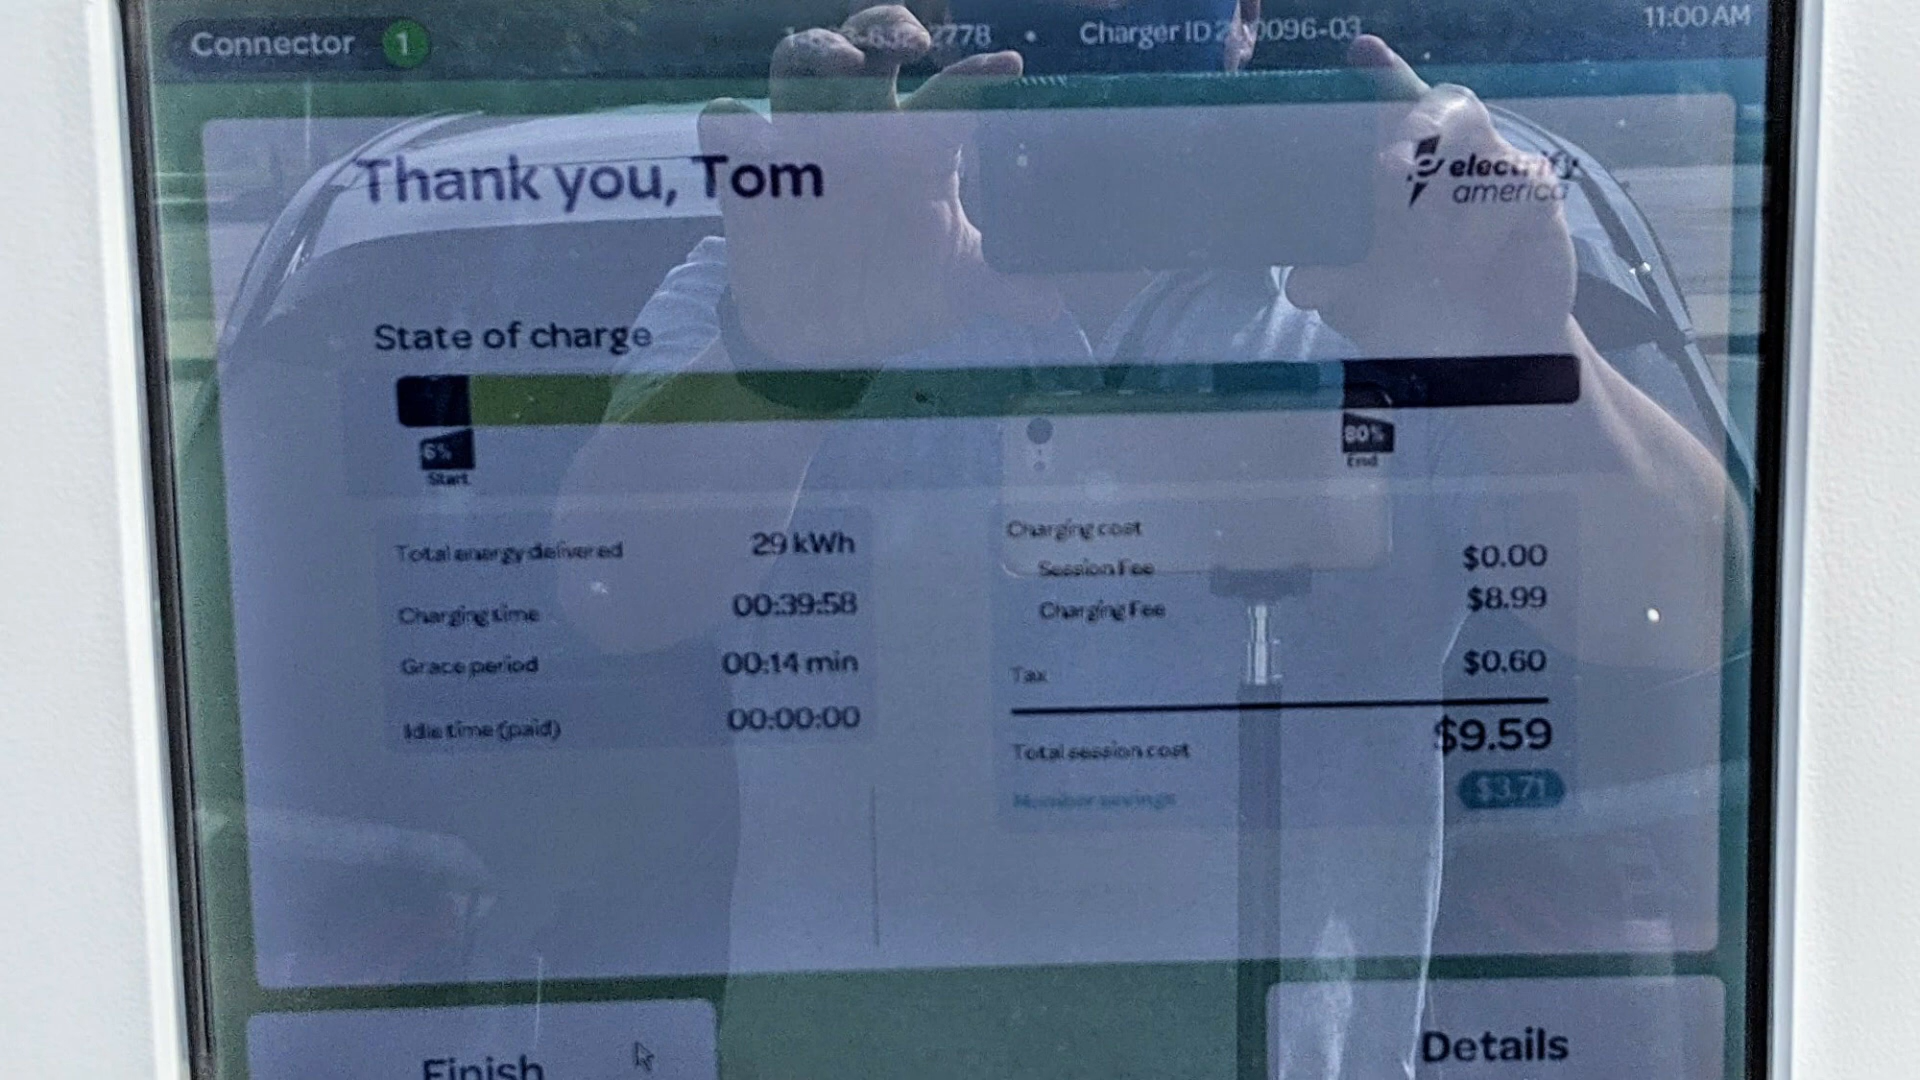 Connector 1
Charger ID
11:00 AM
Thank you, Tom
electrify
america
State of charge
6%
Start
80%
End
Total energy delivered 29 kWh
Charging time 00:39:58
Grace period 00:14 min
Idle time (paid) 00:00:00
Charging cost
Session Fee $0.00
Charging Fee $8.99
Tax $0.60
Total session cost $9.59
Member savings $3.71
Finish
Details